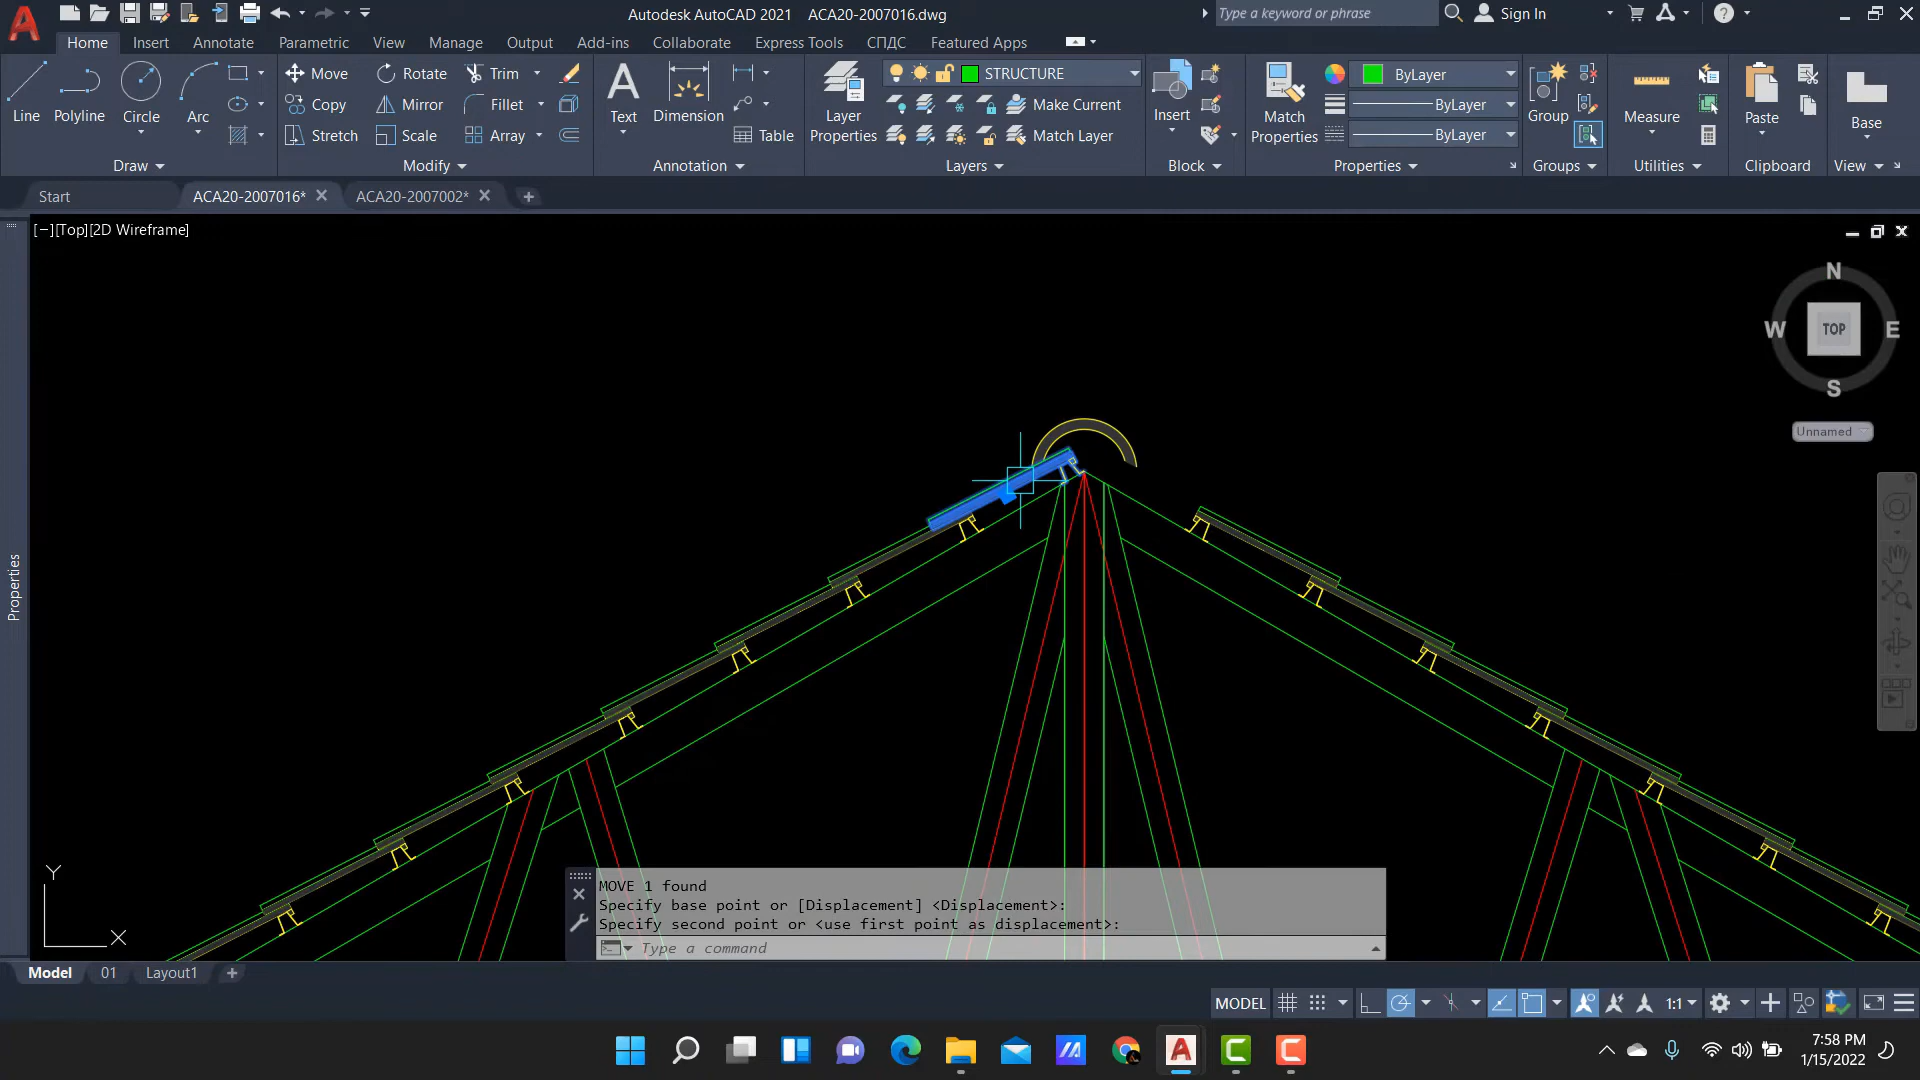 Autodesk AutoCAD 2021 ACA20-2007016.dwg
Type a keyword or phrase
Sign In
Home Insert Annotate Parametric View Manage Output Add-ins Collaborate Express Tools СПДС Featured Apps
Line Polyline Circle Arc
Move Rotate Trim
Copy Mirror Fillet
Stretch Scale Array
Text Dimension Table
Layer Properties
STRUCTURE
Make Current
Match Layer
Insert
Match Properties
ByLayer
ByLayer
ByLayer
Group
Measure
Paste
Base
Draw Modify Annotation Layers Block Properties Groups Utilities Clipboard View
Start ACA20-2007016* ACA20-2007002*
[−][Top][2D Wireframe]
N
W TOP E
S
Unnamed
Properties
Y
X
MOVE 1 found
Specify base point or [Displacement] <Displacement>:
Specify second point or <use first point as displacement>:
Type a command
Model 01 Layout1
MODEL 1:1
7:58 PM
1/15/2022